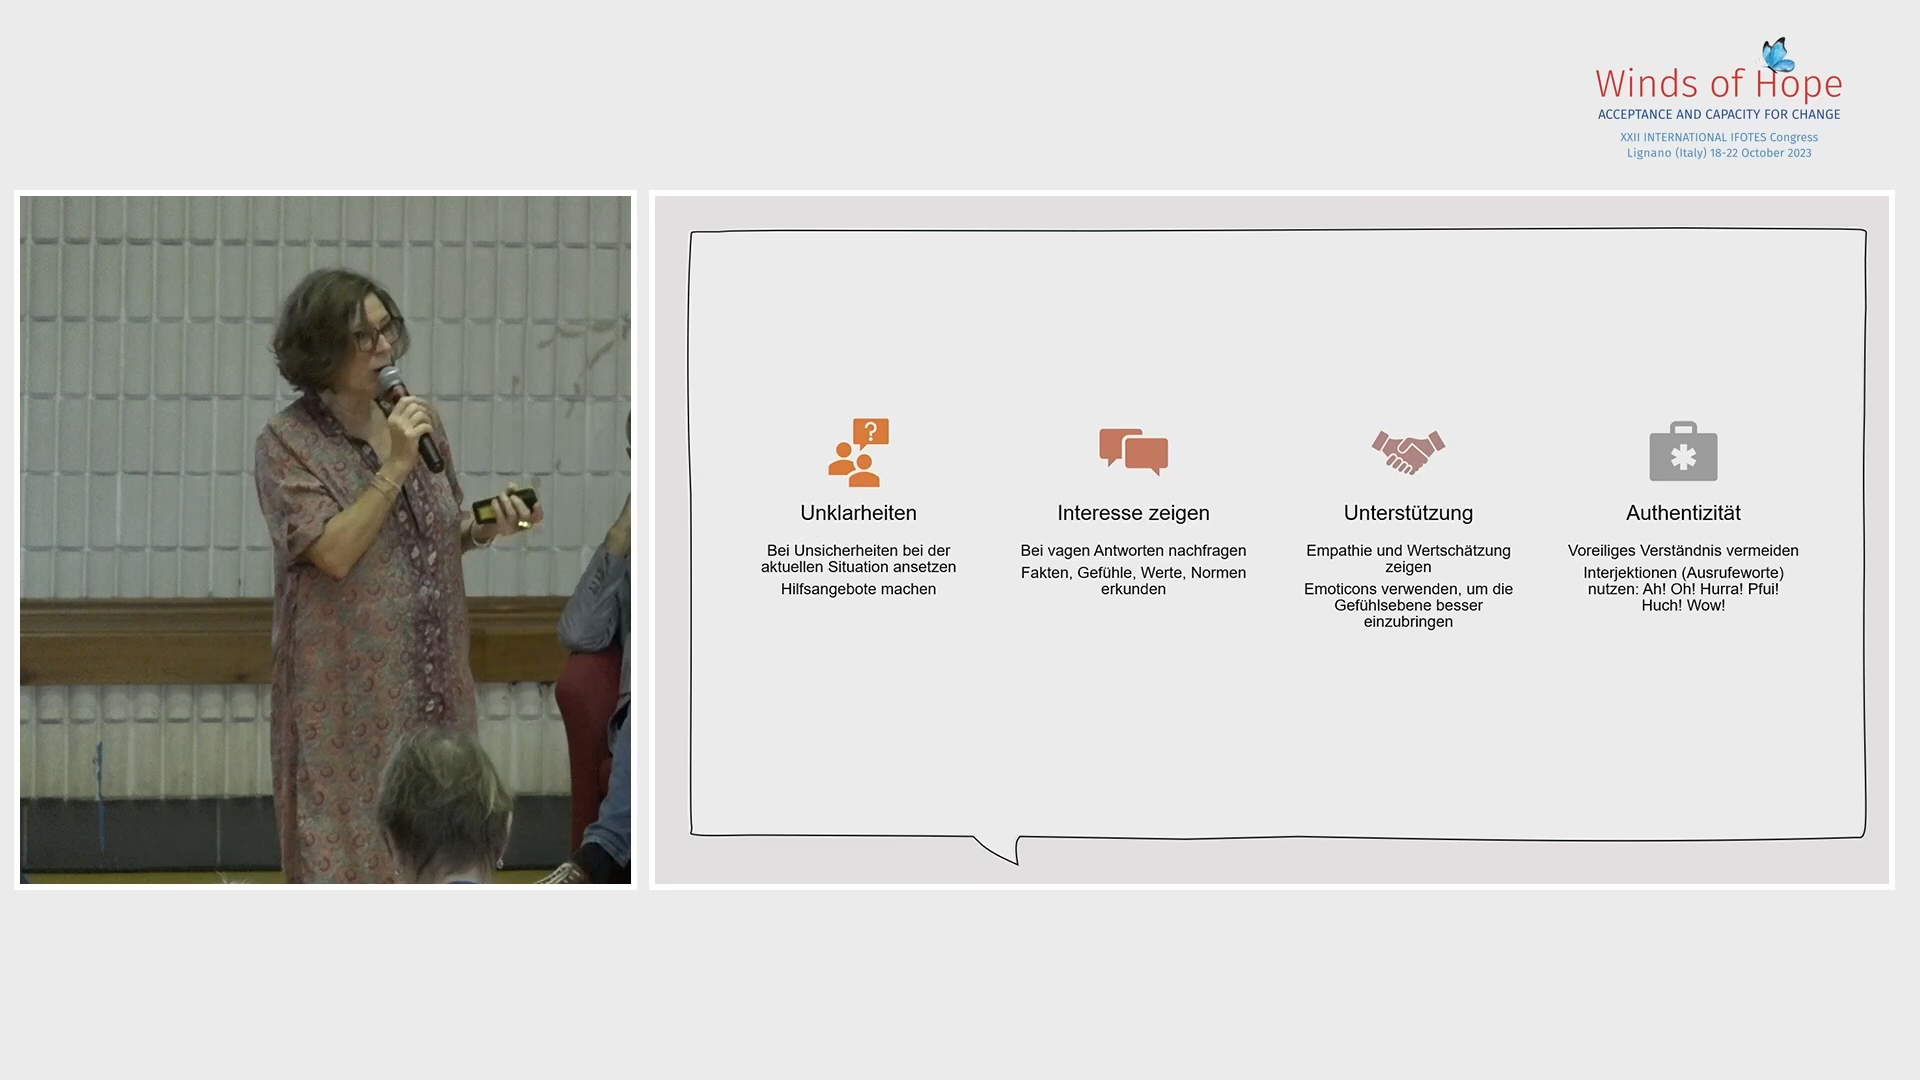 Winds of Hope
ACCEPTANCE AND CAPACITY FOR CHANGE
XXII INTERNATIONAL IFOTES Congress
Lignano (Italy) 18-22 October 2023
?
Unklarheiten
Bei Unsicherheiten bei der
aktuellen Situation ansetzen
Hilfsangebote machen
Interesse zeigen
Bei vagen Antworten nachfragen
Fakten, Gefühle, Werte, Normen
erkunden
Unterstützung
Empathie und Wertschätzung
zeigen
Emoticons verwenden, um die
Gefühlsebene besser
einzubringen
Authentizität
Voreiliges Verständnis vermeiden
Interjektionen (Ausrufeworte)
nutzen: Ah! Oh! Hurra! Pfui!
Huch! Wow!